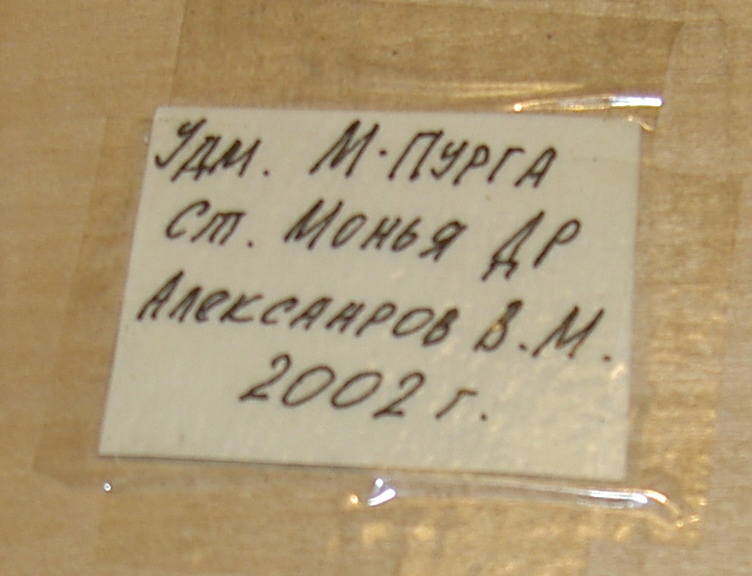 Удм. М-ПУРГА
Ст. Монья ДР
Александров В.М.
2002 г.